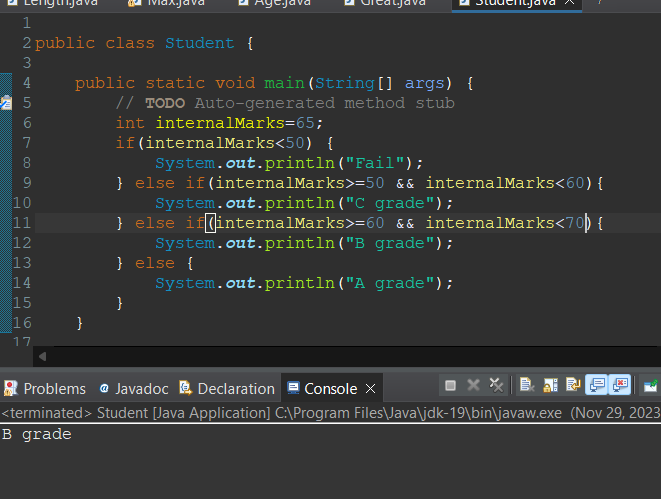 Length.java Max.java Age.java Great.java Student.java
1
2 public class Student {
3
4     public static void main(String[] args) {
5         // TODO Auto-generated method stub
6         int internalMarks=65;
7         if(internalMarks<50) {
8             System.out.println("Fail");
9         } else if(internalMarks>=50 && internalMarks<60){
10             System.out.println("C grade");
11         } else if(internalMarks>=60 && internalMarks<70){
12             System.out.println("B grade");
13         } else {
14             System.out.println("A grade");
15         }
16     }
17
Problems @ Javadoc Declaration Console
<terminated> Student [Java Application] C:\Program Files\Java\jdk-19\bin\javaw.exe (Nov 29, 2023
B grade